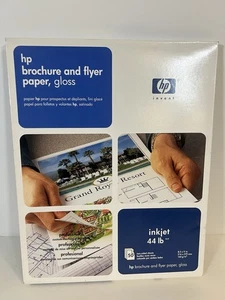 hp
brochure and flyer
paper, gloss
papier hp pour prospectus et dépliants, fini glacé
papel para folletos y volantes hp, satinado
hp
invent
Grand Roy
Resort
professional
profesional
inkjet
44 lb
50
hp brochure and flyer paper, gloss